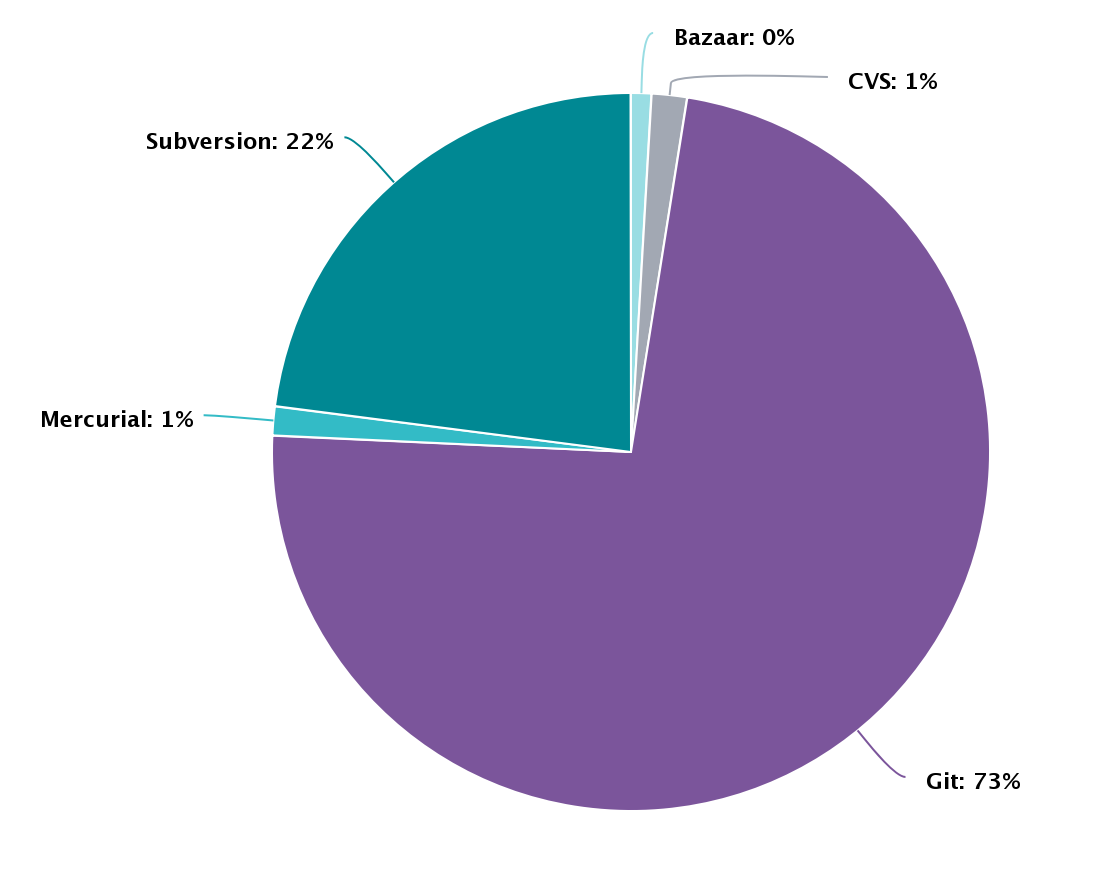 Bazaar: 0%
CVS: 1%
Subversion: 22%
Mercurial: 1%
Git: 73%